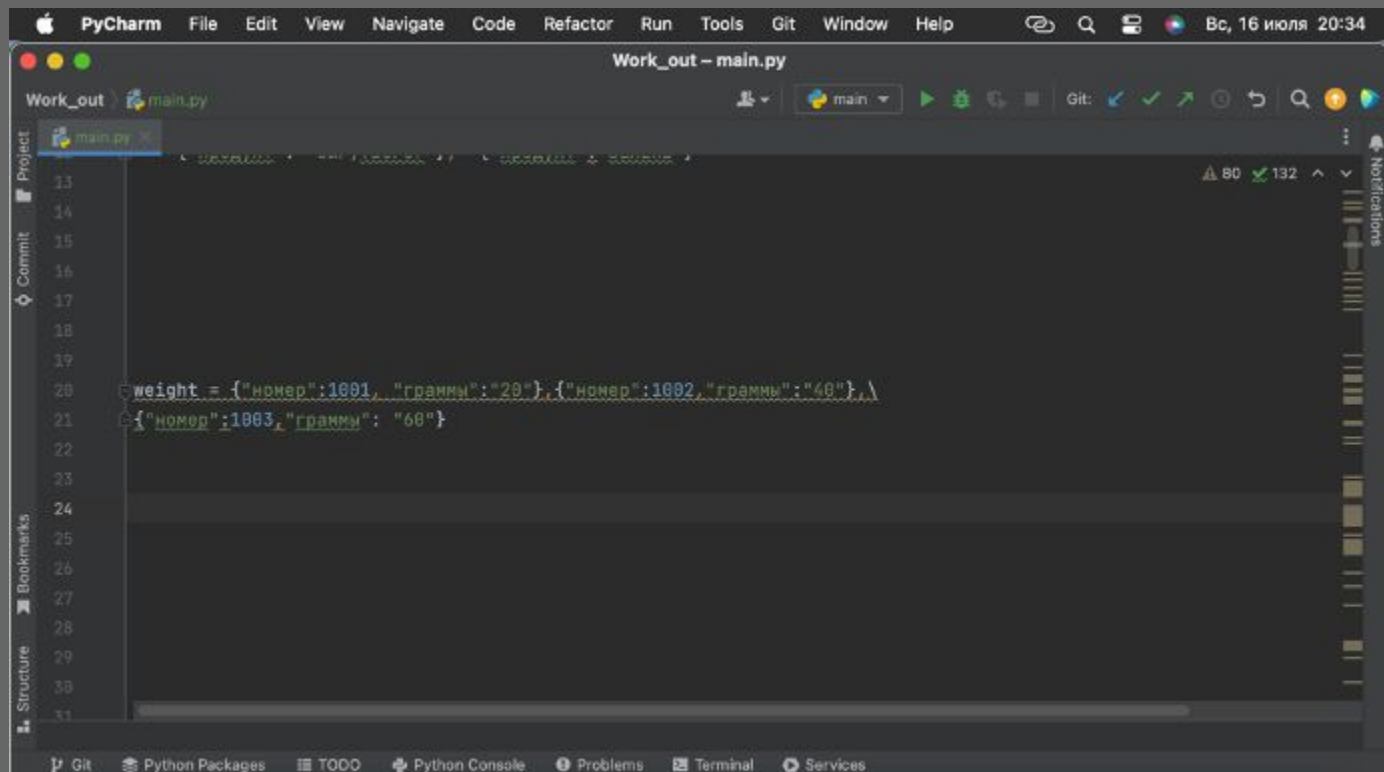 PyCharm File Edit View Navigate Code Refactor Run Tools Git Window Help Вс, 16 июля 20:34
Work_out – main.py
Work_out main.py main Git:
main.py
Project
Commit
Bookmarks
Structure
Notifications
80 132
13
14
15
16
17
18
19
20 weight = {"номер":1001, "граммы":"20"},{"номер":1002,"граммы":"40"},\
21 {"номер":1003,"граммы": "60"}
22
23
24
25
26
27
28
29
30
31
Git Python Packages TODO Python Console Problems Terminal Services